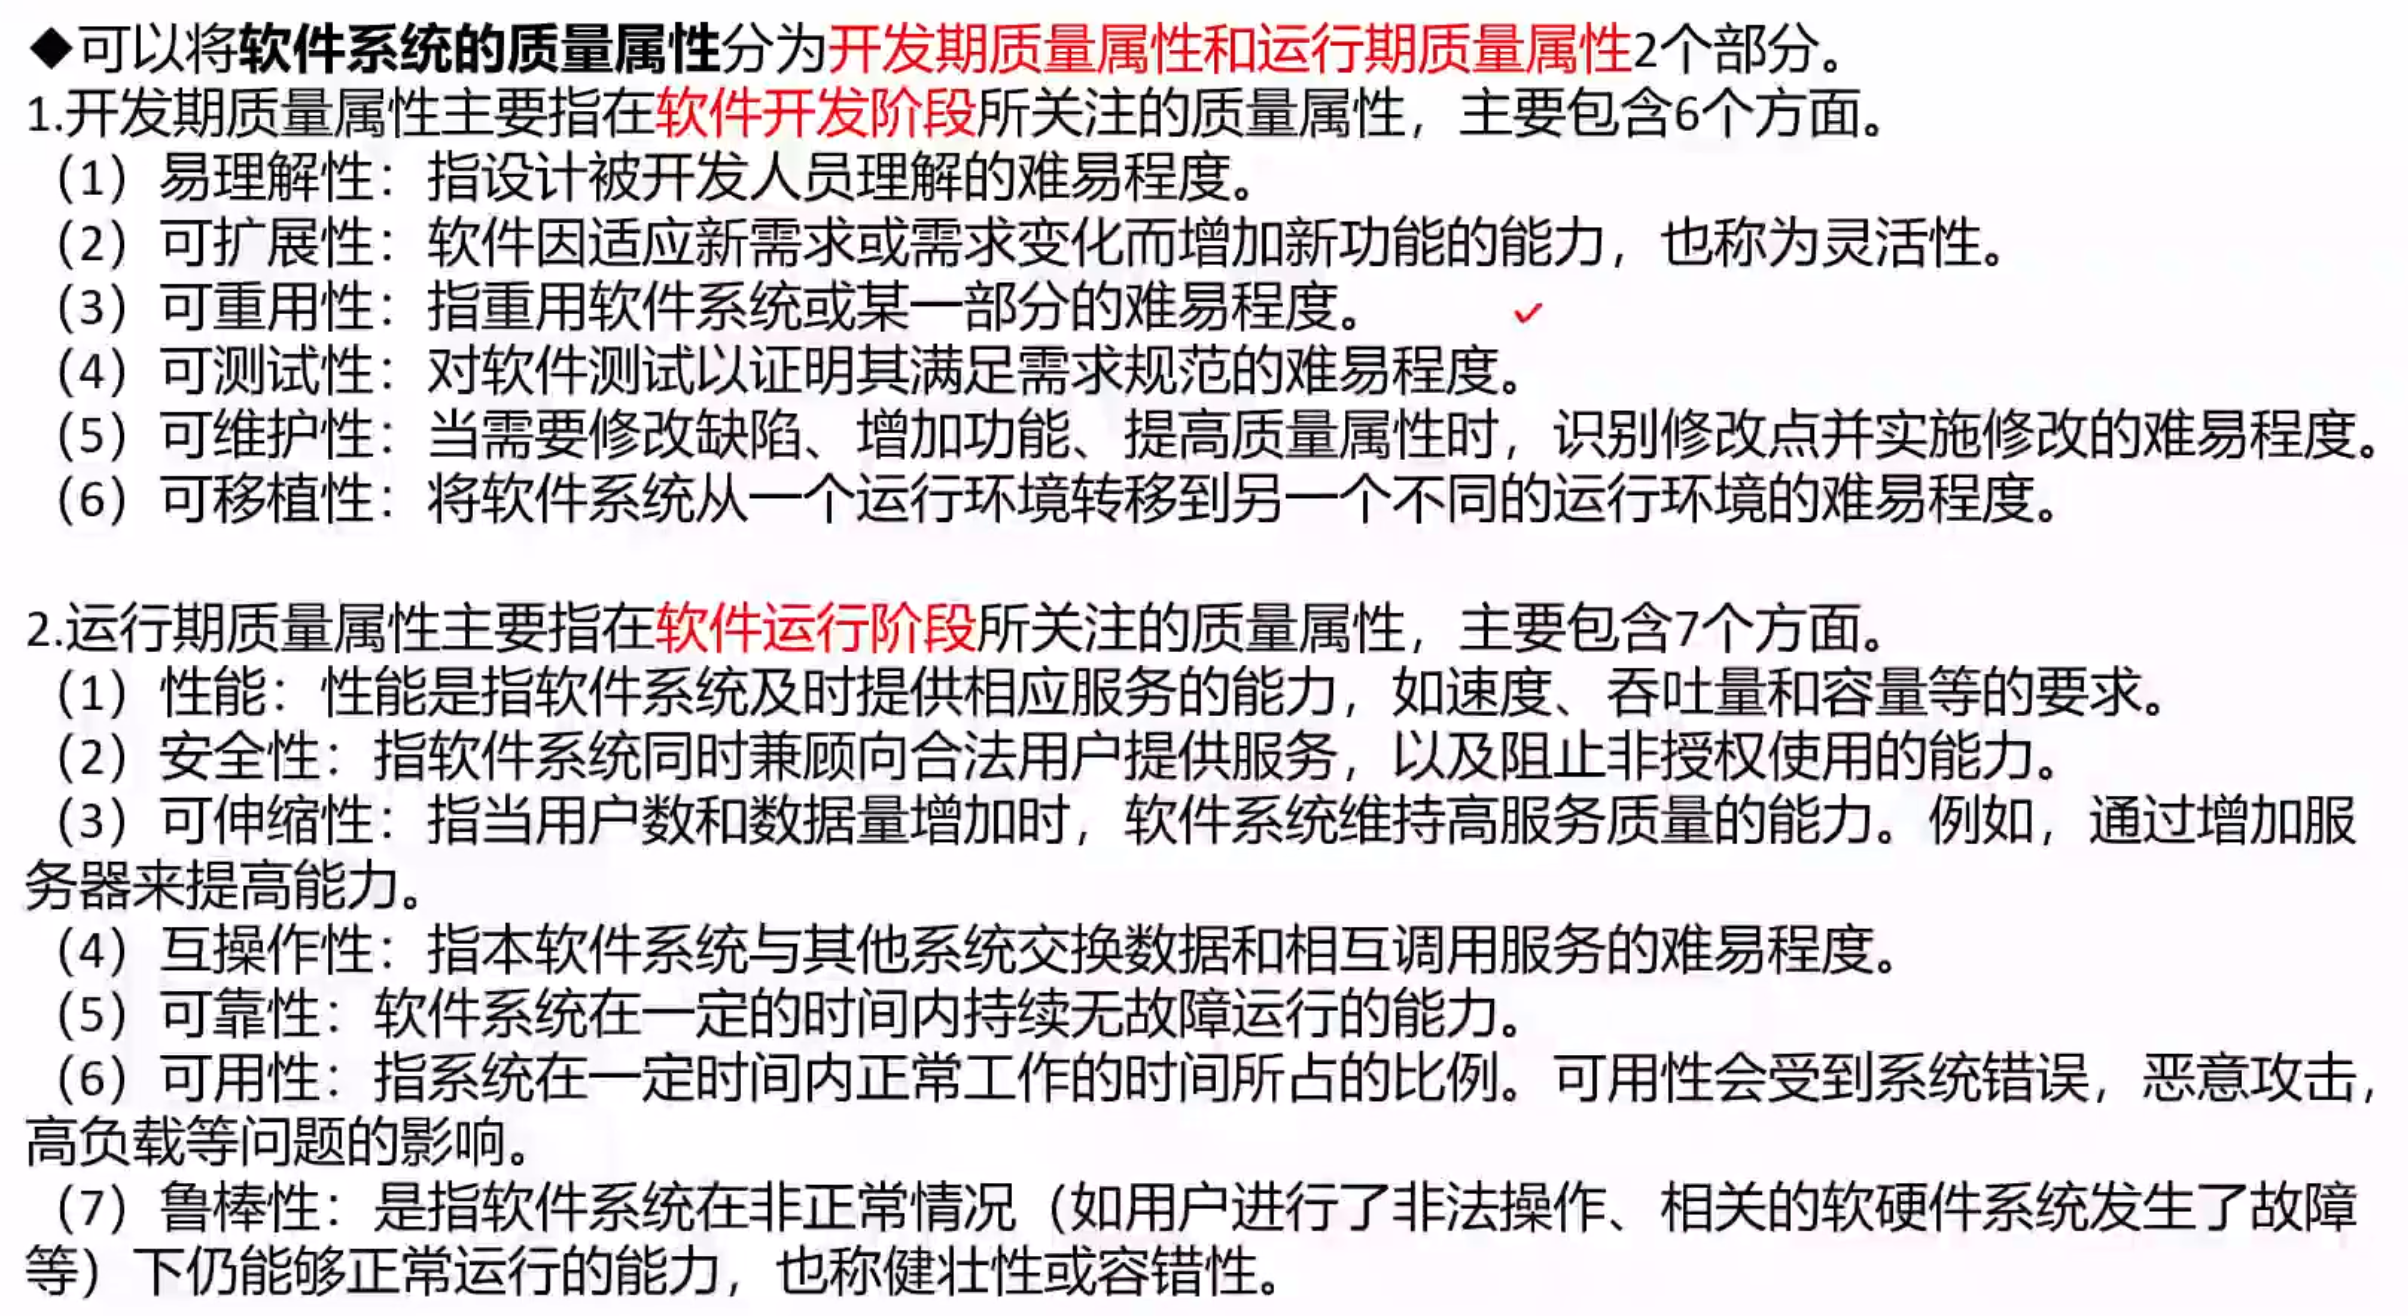 ◆可以将软件系统的质量属性分为开发期质量属性和运行期质量属性2个部分。
1.开发期质量属性主要指在软件开发阶段所关注的质量属性，主要包含6个方面。
（1）易理解性：指设计被开发人员理解的难易程度。
（2）可扩展性：软件因适应新需求或需求变化而增加新功能的能力，也称为灵活性。
（3）可重用性：指重用软件系统或某一部分的难易程度。
（4）可测试性：对软件测试以证明其满足需求规范的难易程度。
（5）可维护性：当需要修改缺陷、增加功能、提高质量属性时，识别修改点并实施修改的难易程度。
（6）可移植性：将软件系统从一个运行环境转移到另一个不同的运行环境的难易程度。
2.运行期质量属性主要指在软件运行阶段所关注的质量属性，主要包含7个方面。
（1）性能：性能是指软件系统及时提供相应服务的能力，如速度、吞吐量和容量等的要求。
（2）安全性：指软件系统同时兼顾向合法用户提供服务，以及阻止非授权使用的能力。
（3）可伸缩性：指当用户数和数据量增加时，软件系统维持高服务质量的能力。例如，通过增加服
务器来提高能力。
（4）互操作性：指本软件系统与其他系统交换数据和相互调用服务的难易程度。
（5）可靠性：软件系统在一定的时间内持续无故障运行的能力。
（6）可用性：指系统在一定时间内正常工作的时间所占的比例。可用性会受到系统错误，恶意攻击，
高负载等问题的影响。
（7）鲁棒性：是指软件系统在非正常情况（如用户进行了非法操作、相关的软硬件系统发生了故障
等）下仍能够正常运行的能力，也称健壮性或容错性。